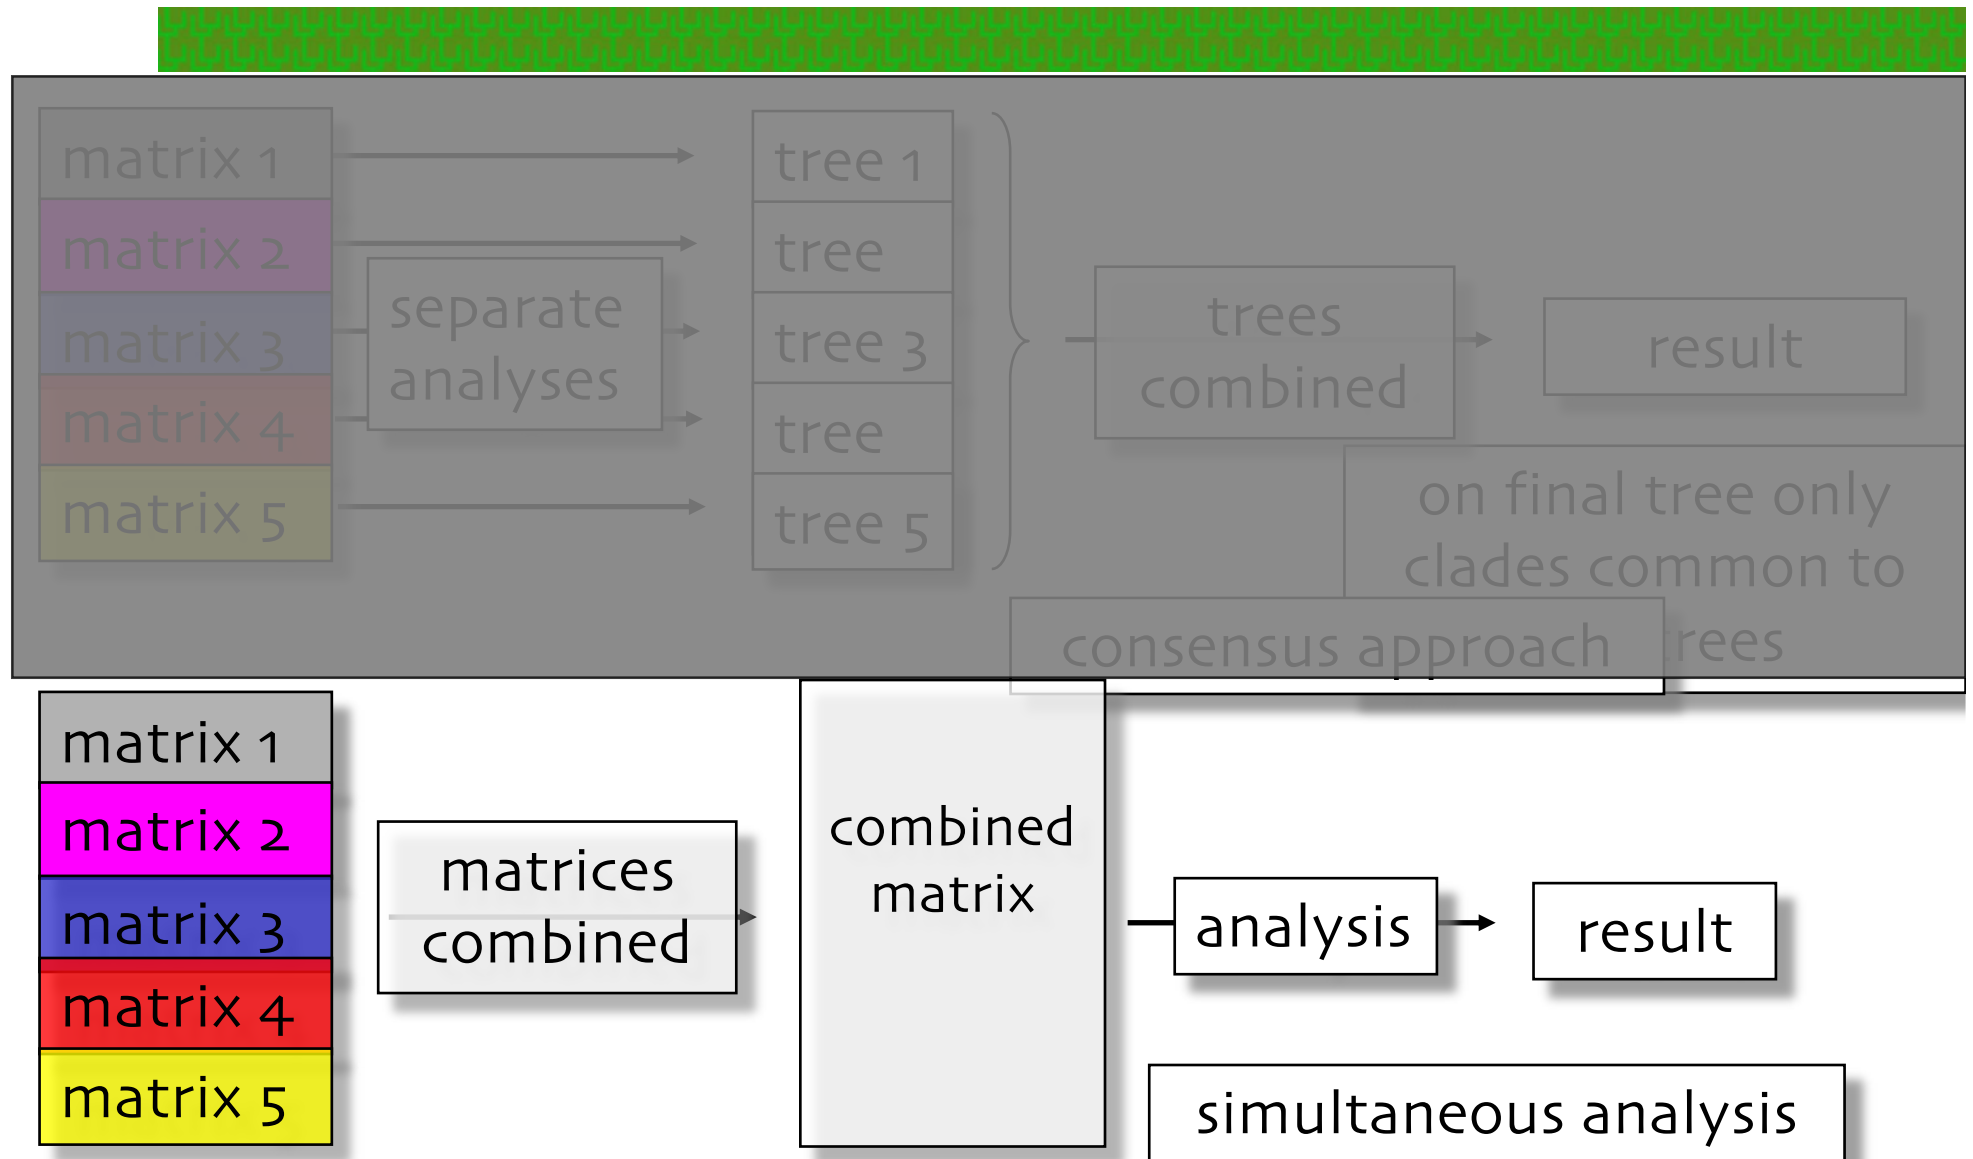 matrix 1
matrix 2
matrix 3
matrix 4
matrix 5
separate
analyses
tree 1
tree
tree 3
tree
tree 5
trees
combined
result
on final tree only
clades common to
trees
consensus approach
matrix 1
matrix 2
matrix 3
matrix 4
matrix 5
matrices
combined
combined
matrix
analysis
result
simultaneous analysis